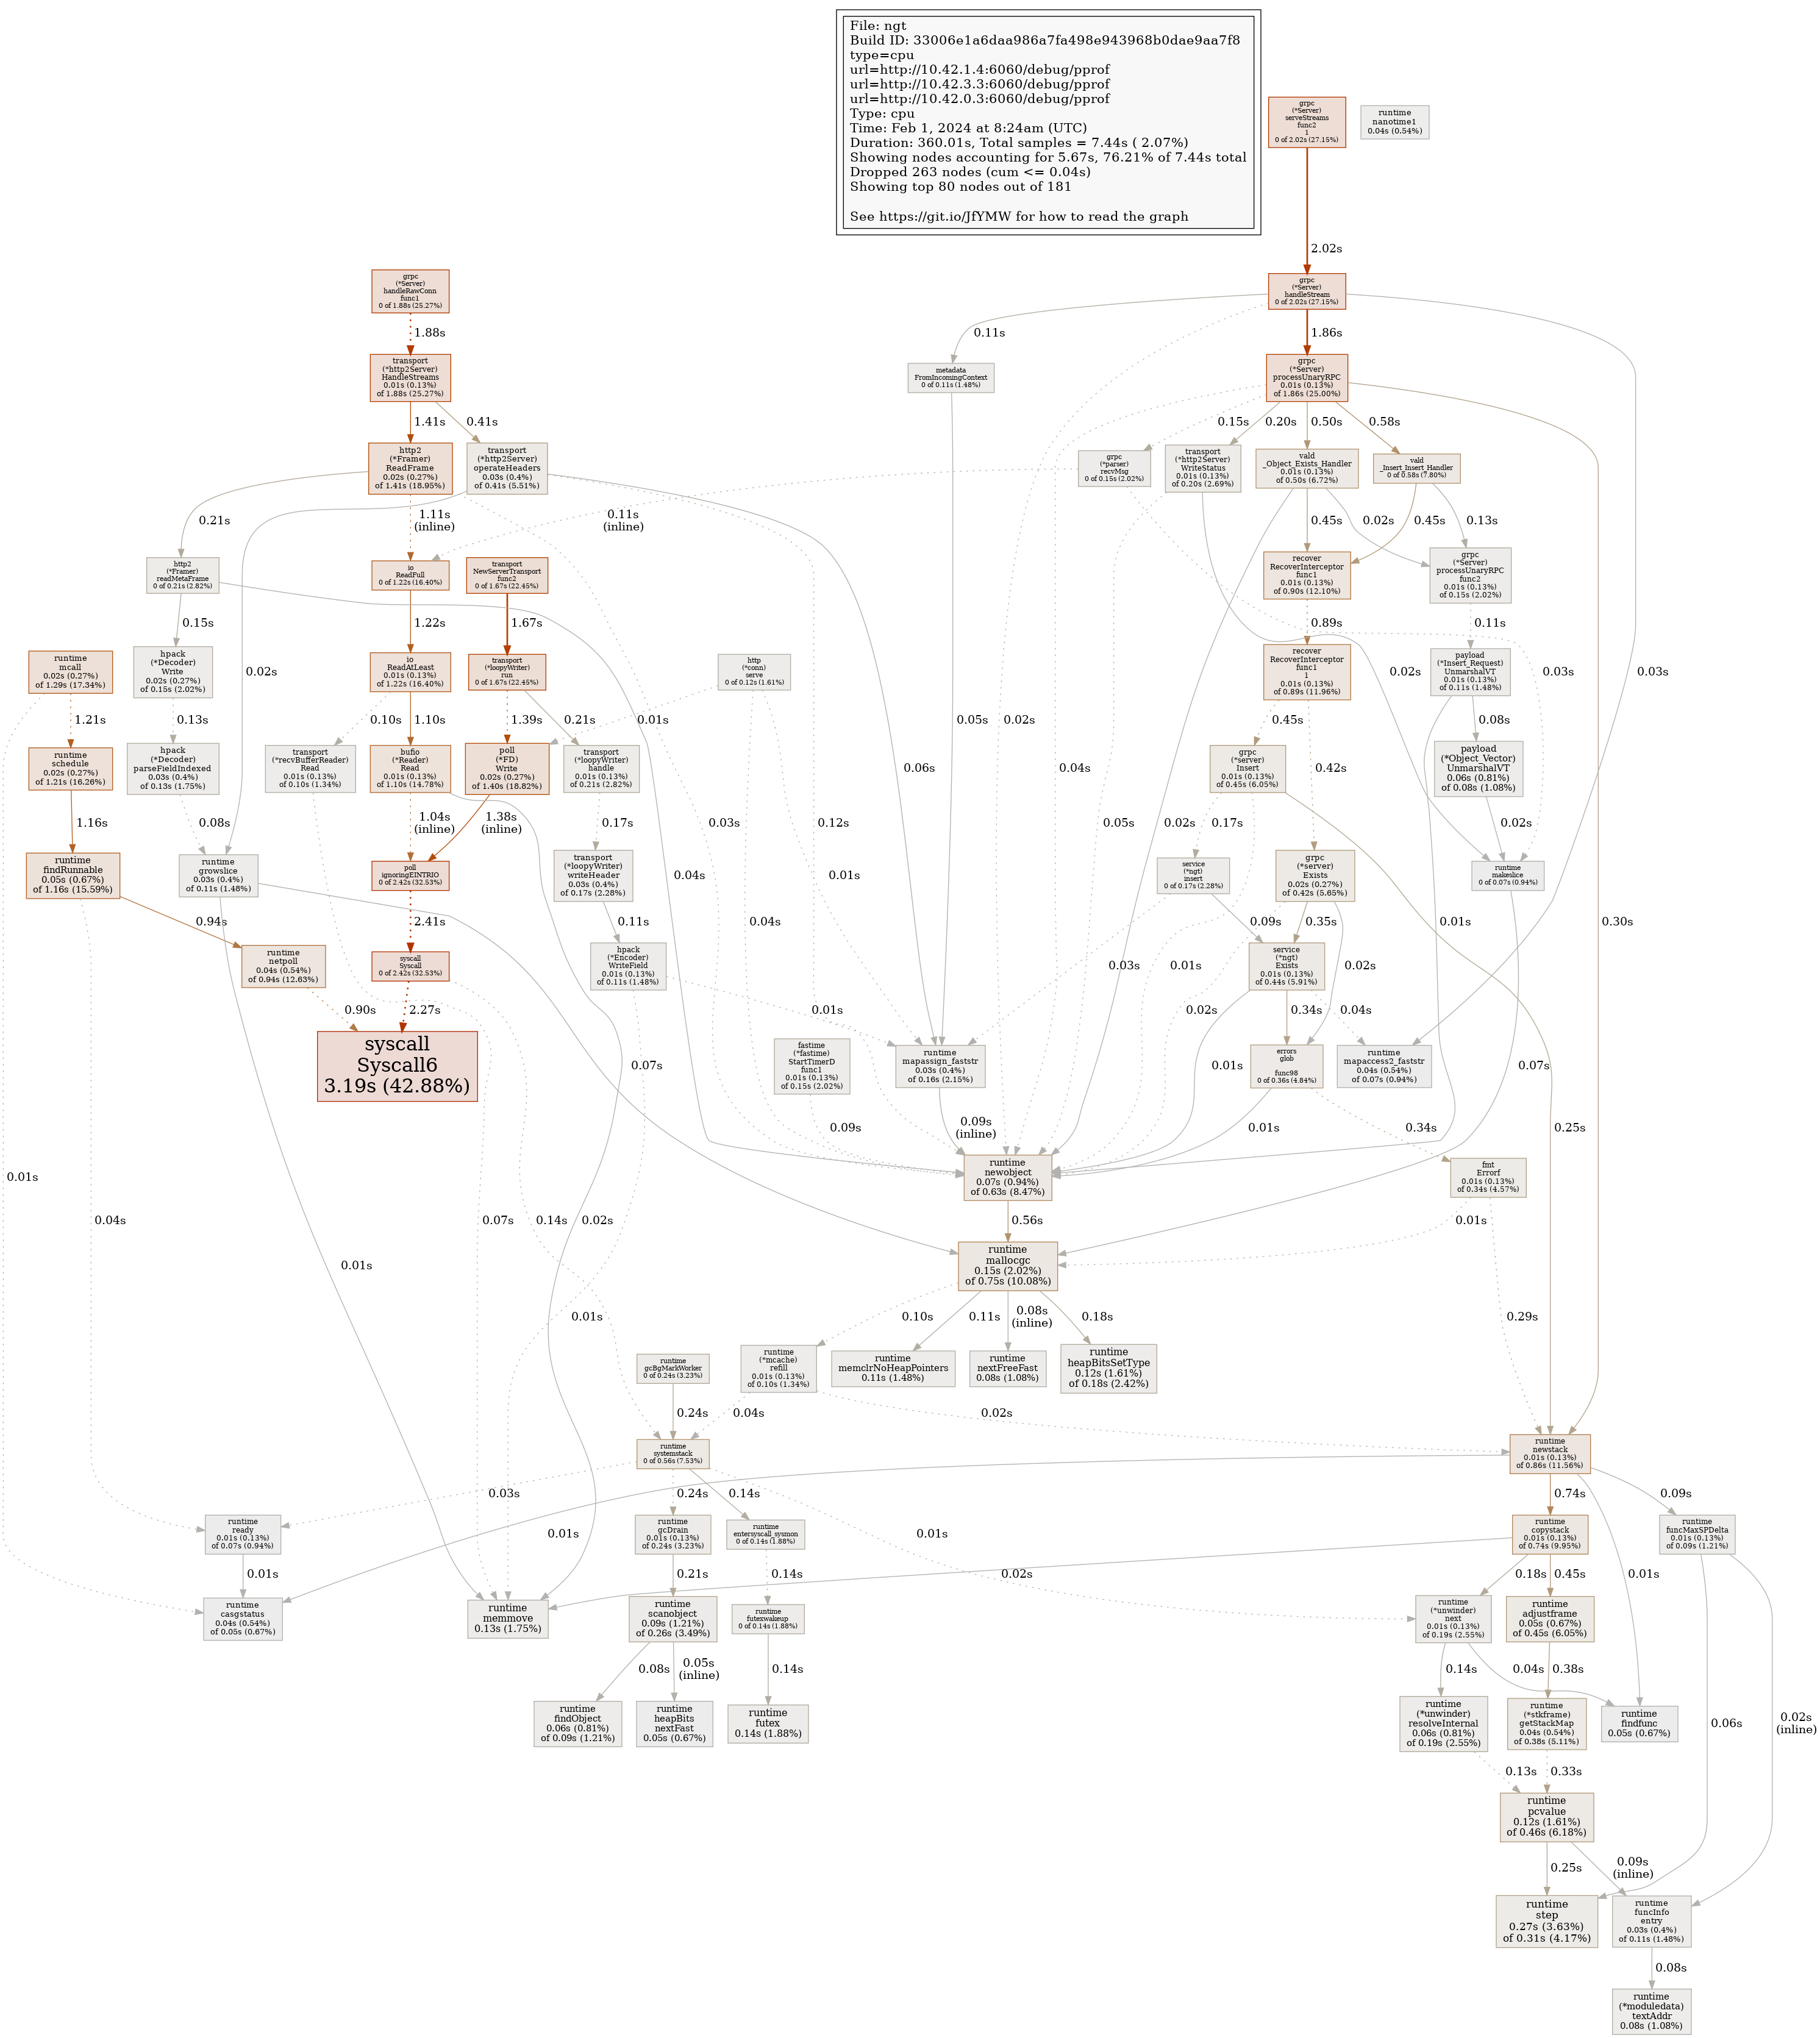 File: ngt
Build ID: 33006e1a6daa986a7fa498e943968b0dae9aa7f8
type=cpu
url=http://10.42.1.4:6060/debug/pprof
url=http://10.42.3.3:6060/debug/pprof
url=http://10.42.0.3:6060/debug/pprof
Type: cpu
Time: Feb 1, 2024 at 8:24am (UTC)
Duration: 360.01s, Total samples = 7.44s ( 2.07%)
Showing nodes accounting for 5.67s, 76.21% of 7.44s total
Dropped 263 nodes (cum <= 0.04s)
Showing top 80 nodes out of 181
See https://git.io/JfYMW for how to read the graph
grpc
(*Server)
serveStreams
func2
1
0 of 2.02s (27.15%)
runtime
nanotime1
0.04s (0.54%)
2.02s
grpc
(*Server)
handleRawConn
func1
0 of 1.88s (25.27%)
grpc
(*Server)
handleStream
0 of 2.02s (27.15%)
1.88s
0.11s
1.86s
transport
(*http2Server)
HandleStreams
0.01s (0.13%)
of 1.88s (25.27%)
metadata
FromIncomingContext
0 of 0.11s (1.48%)
grpc
(*Server)
processUnaryRPC
0.01s (0.13%)
of 1.86s (25.00%)
1.41s
0.41s
0.15s
0.20s
0.50s
0.58s
http2
(*Framer)
ReadFrame
0.02s (0.27%)
of 1.41s (18.95%)
transport
(*http2Server)
operateHeaders
0.03s (0.4%)
of 0.41s (5.51%)
grpc
(*parser)
recvMsg
0 of 0.15s (2.02%)
transport
(*http2Server)
WriteStatus
0.01s (0.13%)
of 0.20s (2.69%)
vald
_Object_Exists_Handler
0.01s (0.13%)
of 0.50s (6.72%)
vald
_Insert_Insert_Handler
0 of 0.58s (7.80%)
0.21s
1.11s
(inline)
0.11s
(inline)
0.45s
0.02s
0.45s
0.13s
http2
(*Framer)
readMetaFrame
0 of 0.21s (2.82%)
io
ReadFull
0 of 1.22s (16.40%)
transport
NewServerTransport
func2
0 of 1.67s (22.45%)
recover
RecoverInterceptor
func1
0.01s (0.13%)
of 0.90s (12.10%)
grpc
(*Server)
processUnaryRPC
func2
0.01s (0.13%)
of 0.15s (2.02%)
0.15s
0.02s
1.22s
1.67s
0.89s
0.11s
runtime
mcall
0.02s (0.27%)
of 1.29s (17.34%)
hpack
(*Decoder)
Write
0.02s (0.27%)
of 0.15s (2.02%)
io
ReadAtLeast
0.01s (0.13%)
of 1.22s (16.40%)
transport
(*loopyWriter)
run
0 of 1.67s (22.45%)
http
(*conn)
serve
0 of 0.12s (1.61%)
recover
RecoverInterceptor
func1
1
0.01s (0.13%)
of 0.89s (11.96%)
payload
(*Insert_Request)
UnmarshalVT
0.01s (0.13%)
of 0.11s (1.48%)
0.02s
0.03s
0.03s
1.21s
0.13s
0.10s
1.10s
1.39s
0.21s
0.01s
0.05s
0.02s
0.45s
0.42s
0.08s
runtime
schedule
0.02s (0.27%)
of 1.21s (16.26%)
hpack
(*Decoder)
parseFieldIndexed
0.03s (0.4%)
of 0.13s (1.75%)
transport
(*recvBufferReader)
Read
0.01s (0.13%)
of 0.10s (1.34%)
bufio
(*Reader)
Read
0.01s (0.13%)
of 1.10s (14.78%)
poll
(*FD)
Write
0.02s (0.27%)
of 1.40s (18.82%)
transport
(*loopyWriter)
handle
0.01s (0.13%)
of 0.21s (2.82%)
0.06s
0.04s
grpc
(*server)
Insert
0.01s (0.13%)
of 0.45s (6.05%)
payload
(*Object_Vector)
UnmarshalVT
0.06s (0.81%)
of 0.08s (1.08%)
1.16s
0.08s
1.04s
(inline)
1.38s
(inline)
0.17s
0.03s
0.12s
0.05s
0.02s
0.17s
0.02s
runtime
findRunnable
0.05s (0.67%)
of 1.16s (15.59%)
runtime
growslice
0.03s (0.4%)
of 0.11s (1.48%)
poll
ignoringEINTRIO
0 of 2.42s (32.53%)
transport
(*loopyWriter)
writeHeader
0.03s (0.4%)
of 0.17s (2.28%)
0.01s
0.04s
service
(*ngt)
insert
0 of 0.17s (2.28%)
grpc
(*server)
Exists
0.02s (0.27%)
of 0.42s (5.65%)
runtime
makeslice
0 of 0.07s (0.94%)
0.94s
2.41s
0.11s
0.04s
0.09s
0.35s
0.01s
0.30s
runtime
netpoll
0.04s (0.54%)
of 0.94s (12.63%)
syscall
Syscall
0 of 2.42s (32.53%)
hpack
(*Encoder)
WriteField
0.01s (0.13%)
of 0.11s (1.48%)
0.03s
0.01s
service
(*ngt)
Exists
0.01s (0.13%)
of 0.44s (5.91%)
0.02s
0.90s
2.27s
0.01s
0.02s
0.34s
0.04s
syscall
Syscall6
3.19s (42.88%)
fastime
(*fastime)
StartTimerD
func1
0.01s (0.13%)
of 0.15s (2.02%)
runtime
mapassign_faststr
0.03s (0.4%)
of 0.16s (2.15%)
errors
glob
func98
0 of 0.36s (4.84%)
runtime
mapaccess2_faststr
0.04s (0.54%)
of 0.07s (0.94%)
0.07s
0.01s
0.07s
0.09s
0.09s
(inline)
0.01s
0.34s
0.25s
0.01s
runtime
newobject
0.07s (0.94%)
of 0.63s (8.47%)
fmt
Errorf
0.01s (0.13%)
of 0.34s (4.57%)
0.04s
0.07s
0.14s
0.02s
0.56s
0.01s
runtime
mallocgc
0.15s (2.02%)
of 0.75s (10.08%)
0.01s
0.01s
0.10s
0.11s
0.08s
(inline)
0.18s
0.29s
runtime
gcBgMarkWorker
0 of 0.24s (3.23%)
runtime
(*mcache)
refill
0.01s (0.13%)
of 0.10s (1.34%)
runtime
memclrNoHeapPointers
0.11s (1.48%)
runtime
nextFreeFast
0.08s (1.08%)
runtime
heapBitsSetType
0.12s (1.61%)
of 0.18s (2.42%)
0.24s
0.04s
0.02s
runtime
systemstack
0 of 0.56s (7.53%)
runtime
newstack
0.01s (0.13%)
of 0.86s (11.56%)
0.03s
0.24s
0.14s
0.74s
0.09s
runtime
ready
0.01s (0.13%)
of 0.07s (0.94%)
0.01s
runtime
gcDrain
0.01s (0.13%)
of 0.24s (3.23%)
runtime
entersyscall_sysmon
0 of 0.14s (1.88%)
0.01s
runtime
copystack
0.01s (0.13%)
of 0.74s (9.95%)
runtime
funcMaxSPDelta
0.01s (0.13%)
of 0.09s (1.21%)
0.01s
0.21s
0.14s
0.02s
0.18s
0.45s
0.01s
runtime
casgstatus
0.04s (0.54%)
of 0.05s (0.67%)
runtime
memmove
0.13s (1.75%)
runtime
scanobject
0.09s (1.21%)
of 0.26s (3.49%)
runtime
futexwakeup
0 of 0.14s (1.88%)
runtime
(*unwinder)
next
0.01s (0.13%)
of 0.19s (2.55%)
runtime
adjustframe
0.05s (0.67%)
of 0.45s (6.05%)
0.08s
0.05s
(inline)
0.14s
0.14s
0.04s
0.38s
runtime
findObject
0.06s (0.81%)
of 0.09s (1.21%)
runtime
heapBits
nextFast
0.05s (0.67%)
runtime
futex
0.14s (1.88%)
runtime
(*unwinder)
resolveInternal
0.06s (0.81%)
of 0.19s (2.55%)
runtime
(*stkframe)
getStackMap
0.04s (0.54%)
of 0.38s (5.11%)
runtime
findfunc
0.05s (0.67%)
0.06s
0.02s
(inline)
0.13s
0.33s
runtime
pcvalue
0.12s (1.61%)
of 0.46s (6.18%)
0.25s
0.09s
(inline)
runtime
step
0.27s (3.63%)
of 0.31s (4.17%)
runtime
funcInfo
entry
0.03s (0.4%)
of 0.11s (1.48%)
0.08s
runtime
(*moduledata)
textAddr
0.08s (1.08%)